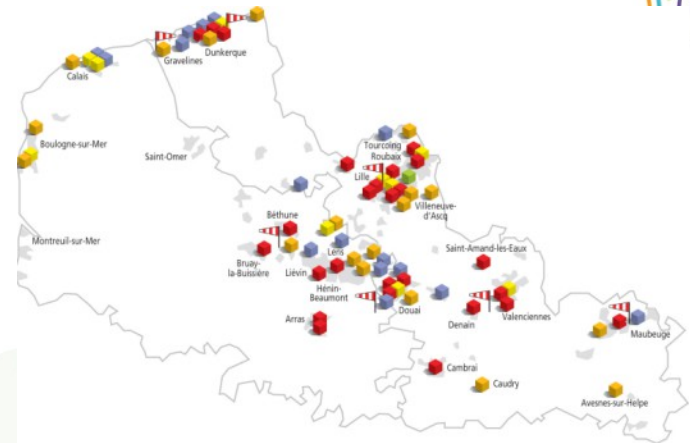 Dunkerque
Gravelines
Calais
Boulogne-sur-Mer
Saint-Omer
Tourcoing
Roubaix
Lille
Villeneuve-
d'Ascq
Béthune
Montreuil-sur-Mer
Bruay-
la-Buissière
Lens
Liévin
Saint-Amand-les-Eaux
Hénin-
Beaumont
Douai
Arras
Denain
Valenciennes
Maubeuge
Cambrai
Caudry
Avesnes-sur-Helpe